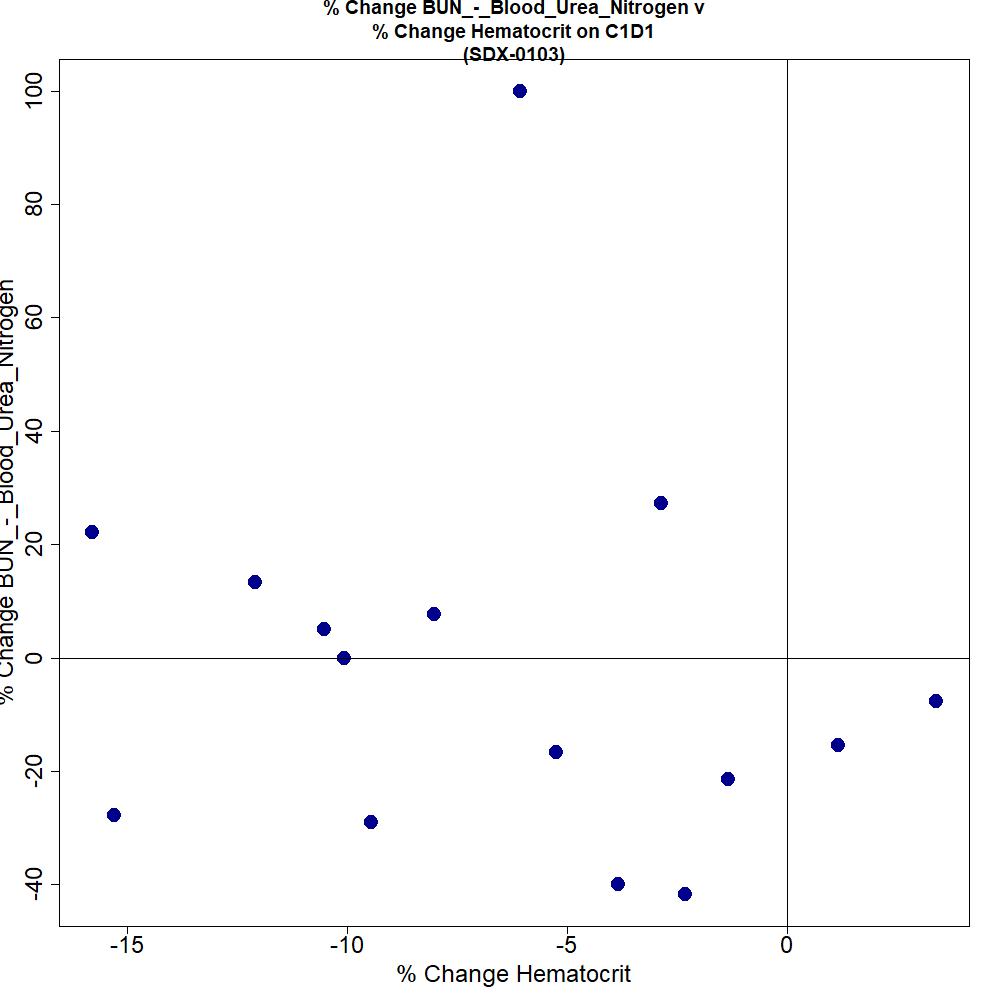 % Change BUN_-_Blood_Urea_Nitrogen v
% Change Hematocrit on C1D1
(SDX-0103)
% Change BUN_-_Blood_Urea_Nitrogen
100
80
60
40
20
0
-20
-40
-15
-10
-5
0
% Change Hematocrit